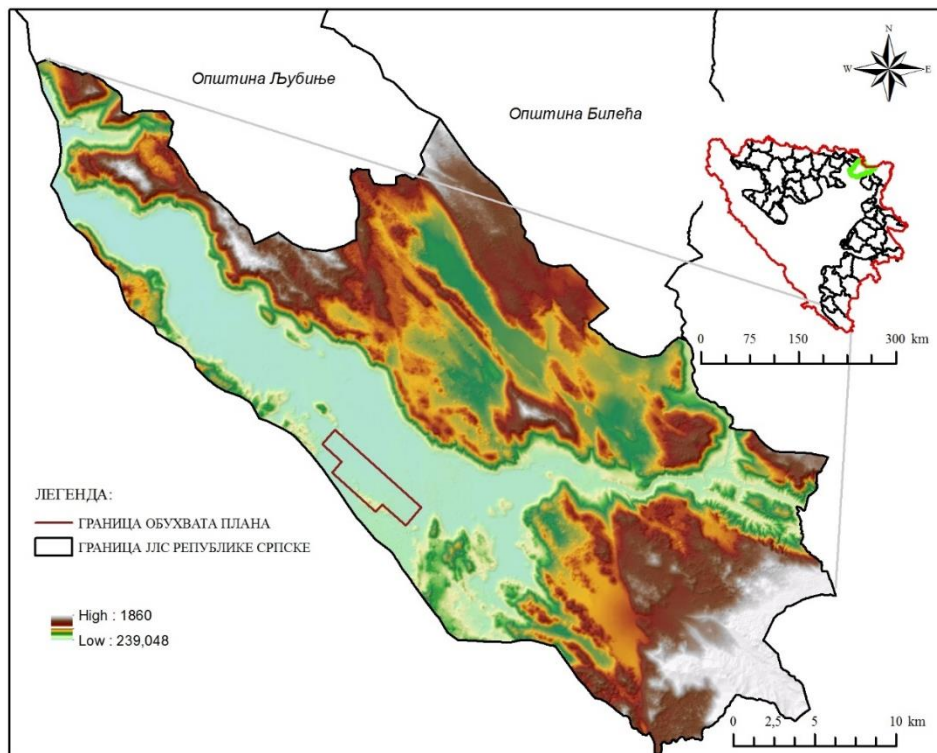 Општина Љубиње
Општина Билећа
N
W
E
S
0 75 150 300 km
ЛЕГЕНДА:
ГРАНИЦА ОБУХВАТА ПЛАНА
ГРАНИЦА ЈЛС РЕПУБЛИКЕ СРПСКЕ
High : 1860
Low : 239,048
0 2,5 5 10 km